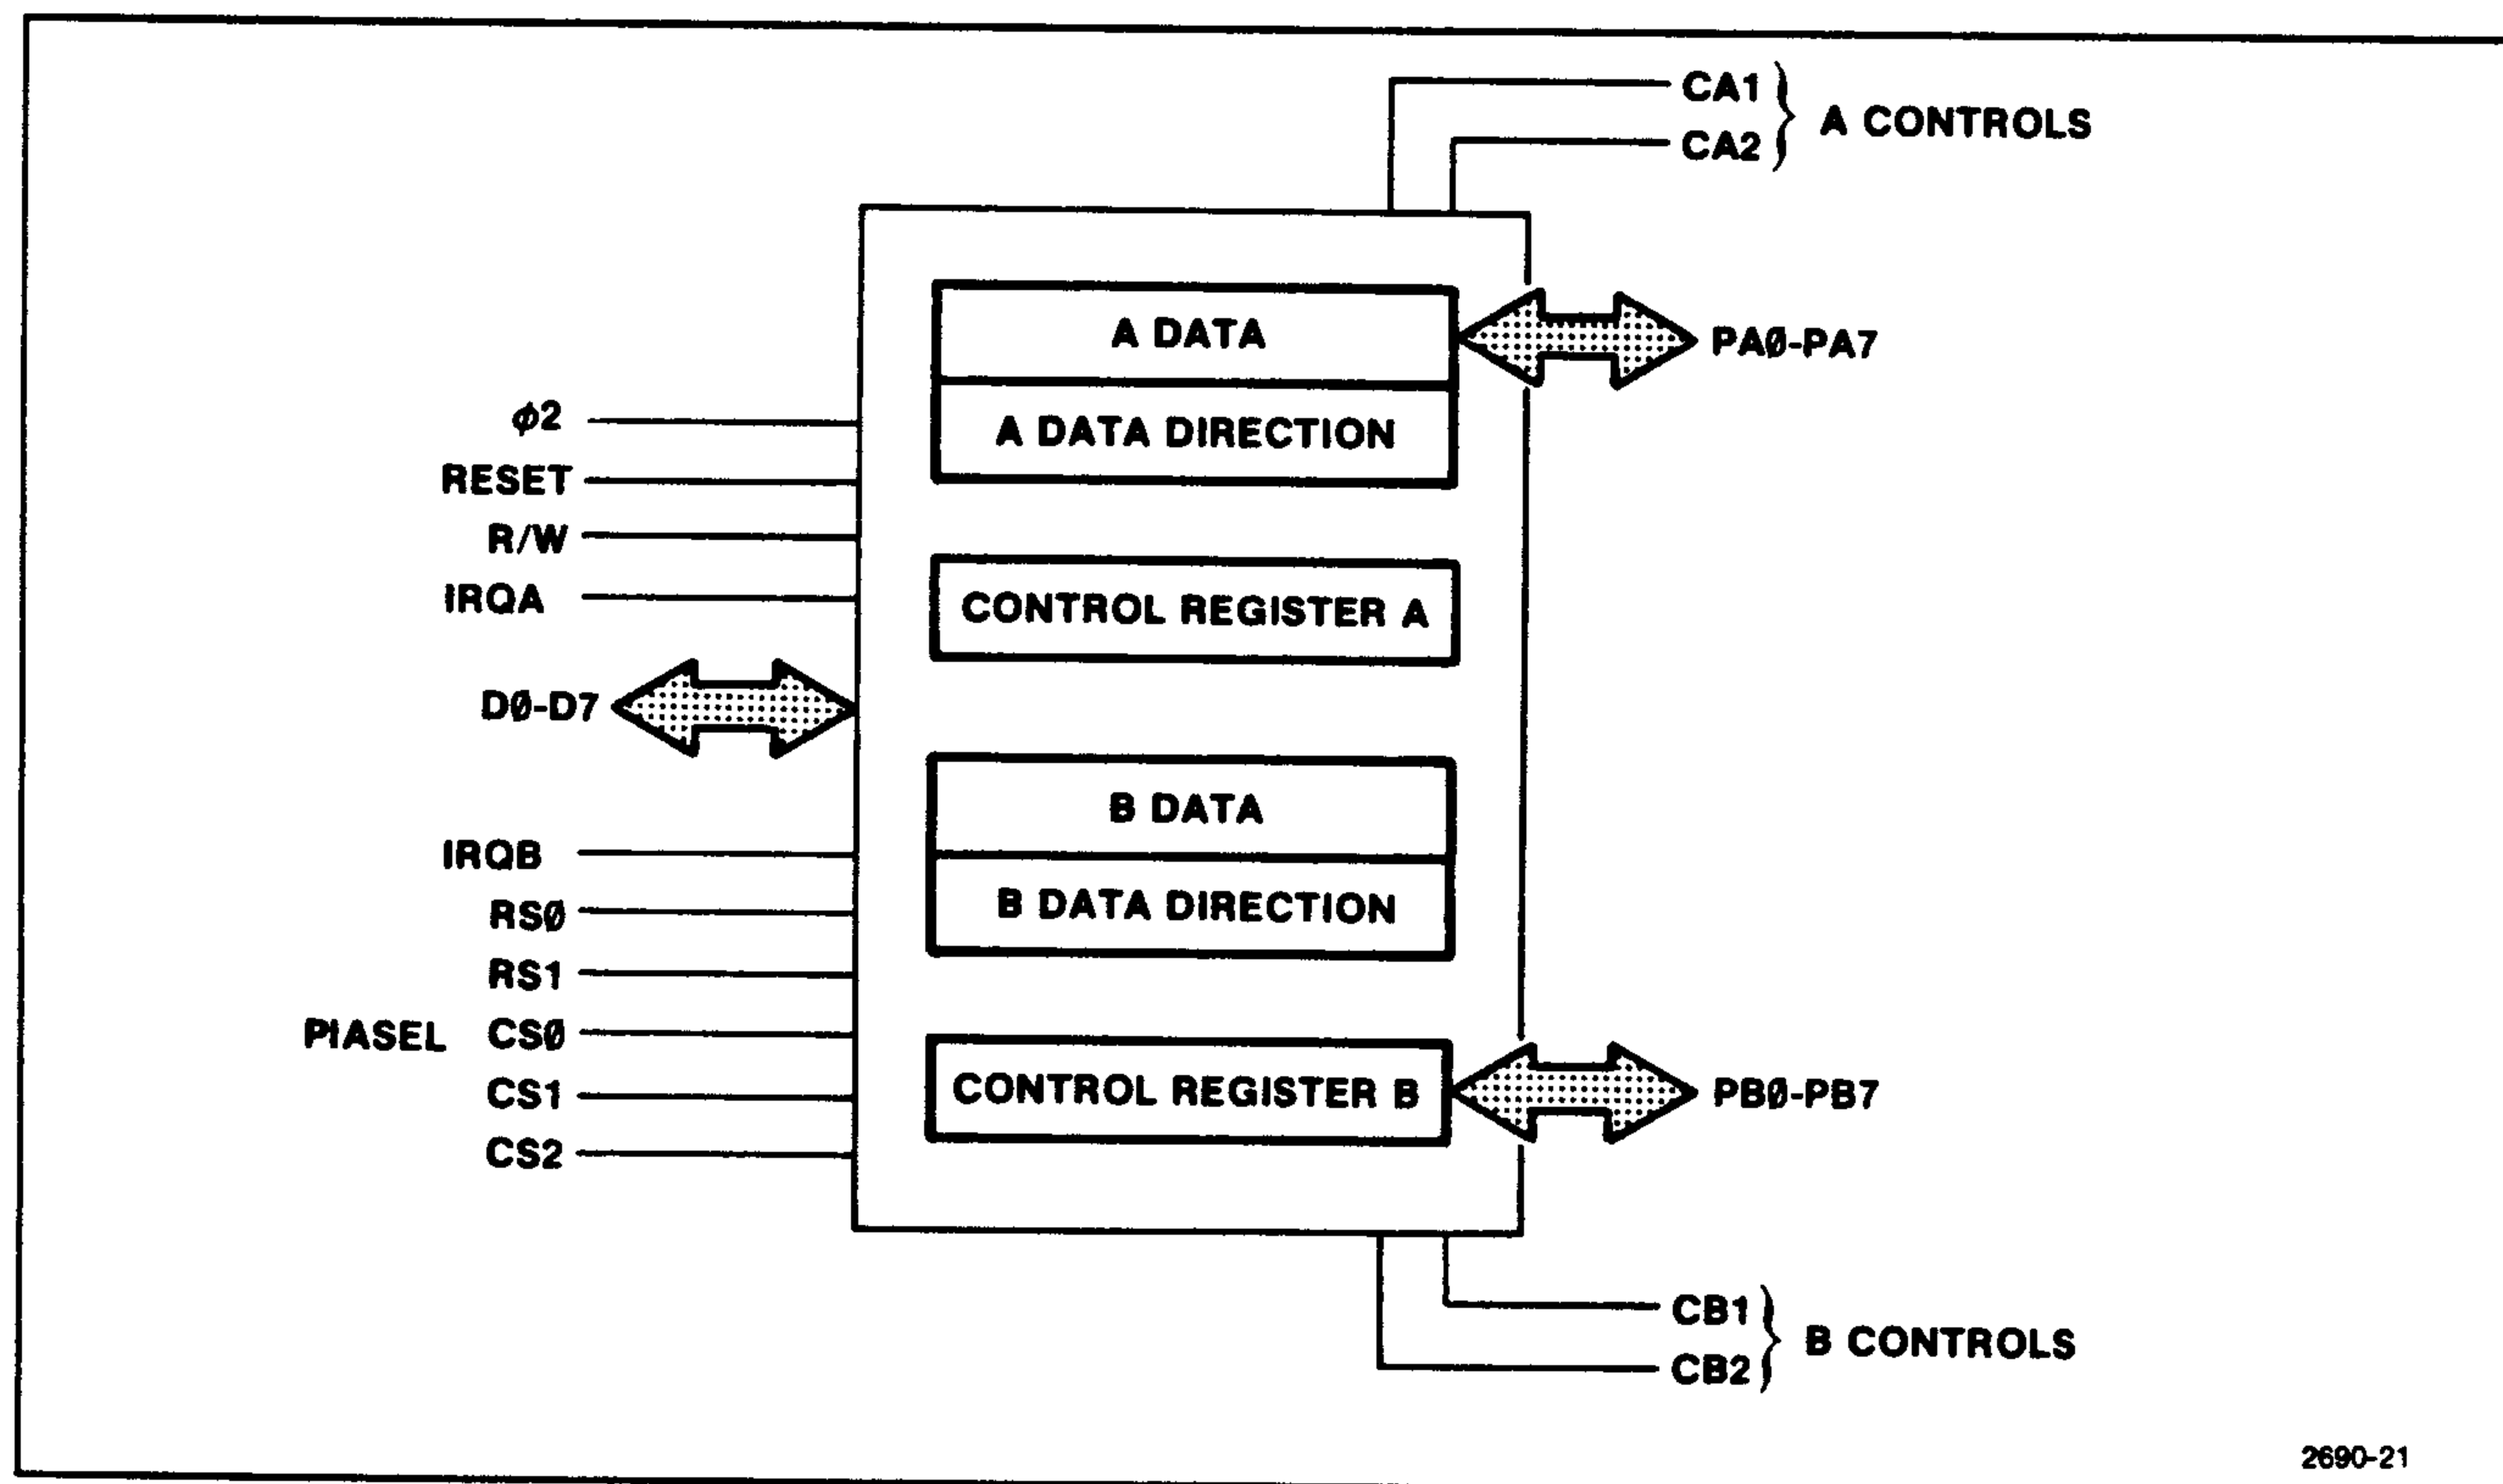 CA1
CA2
A CONTROLS
A DATA
PAØ-PA7
A DATA DIRECTION
ϕ2
RESET
R/W
IRQA
CONTROL REGISTER A
DØ-D7
B DATA
IRQB
B DATA DIRECTION
RSØ
RS1
PIASEL CSØ
CS1
CS2
CONTROL REGISTER B
PBØ-PB7
CB1
CB2
B CONTROLS
2690-21